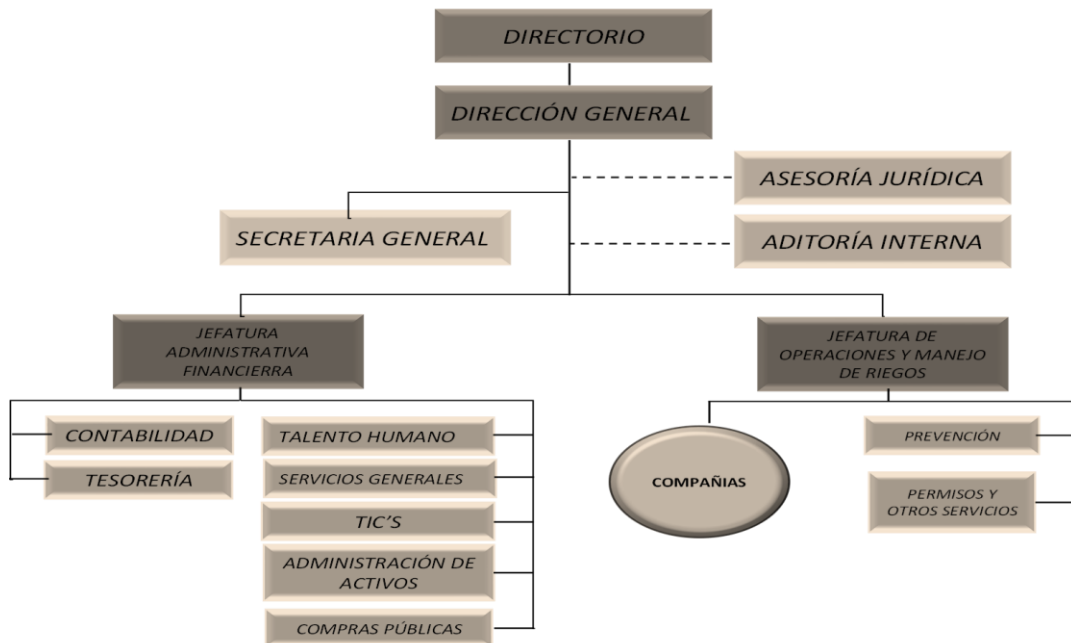 DIRECTORIO
DIRECCIÓN GENERAL
ASESORÍA JURÍDICA
SECRETARIA GENERAL
ADITORÍA INTERNA
JEFATURA
ADMINISTRATIVA
FINANCIERRA
JEFATURA DE
OPERACIONES Y MANEJO
DE RIEGOS
CONTABILIDAD
TESORERÍA
TALENTO HUMANO
SERVICIOS GENERALES
TIC'S
ADMINISTRACIÓN DE
ACTIVOS
COMPRAS PÚBLICAS
COMPAÑIAS
PREVENCIÓN
PERMISOS Y
OTROS SERVICIOS